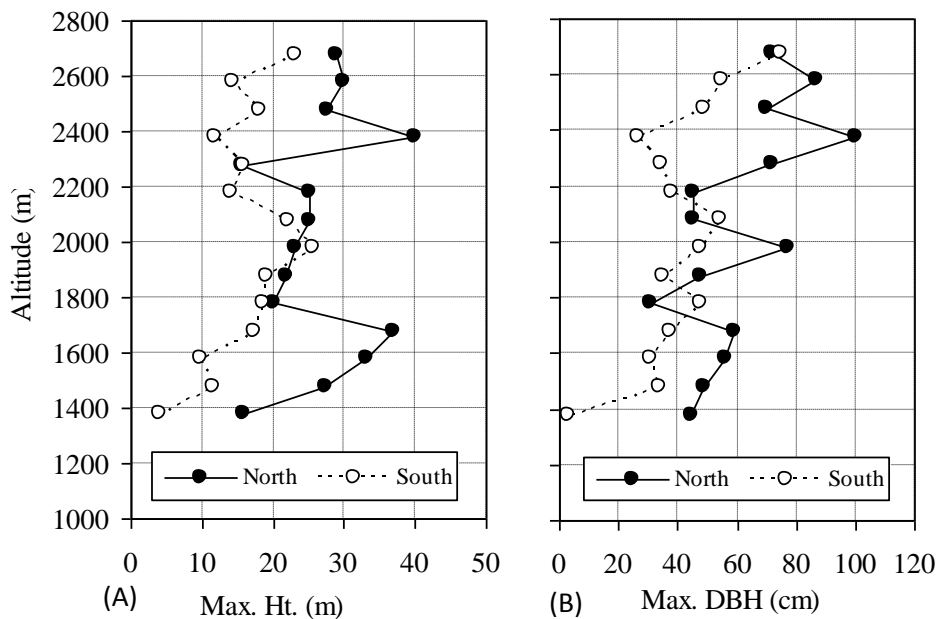 2800
2600
2400
2200
2000
1800
1600
1400
1200
1000
Altitude (m)
North
South
0 10 20 30 40 50
(A)
Max. Ht. (m)
North
South
0 20 40 60 80 100 120
(B)
Max. DBH (cm)